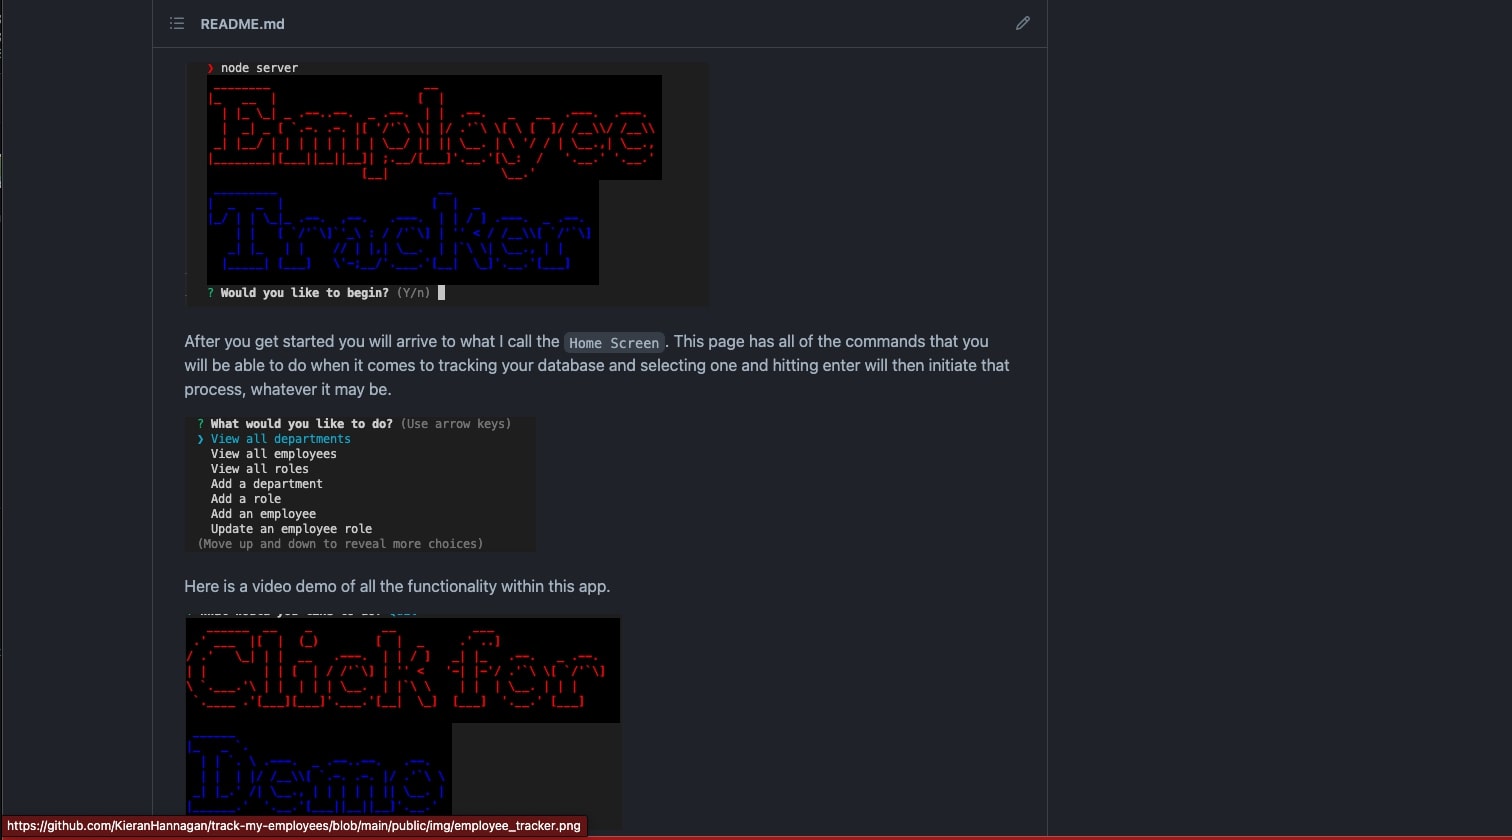 README.md
❯ node server
Employee
Tracker
? Would you like to begin? (Y/n)
After you get started you will arrive to what I call the Home Screen. This page has all of the commands that you
will be able to do when it comes to tracking your database and selecting one and hitting enter will then initiate that
process, whatever it may be.
? What would you like to do? (Use arrow keys)
❯ View all departments
View all employees
View all roles
Add a department
Add a role
Add an employee
Update an employee role
(Move up and down to reveal more choices)
Here is a video demo of all the functionality within this app.
Click for
Demo
https://github.com/KieranHannagan/track-my-employees/blob/main/public/img/employee_tracker.png